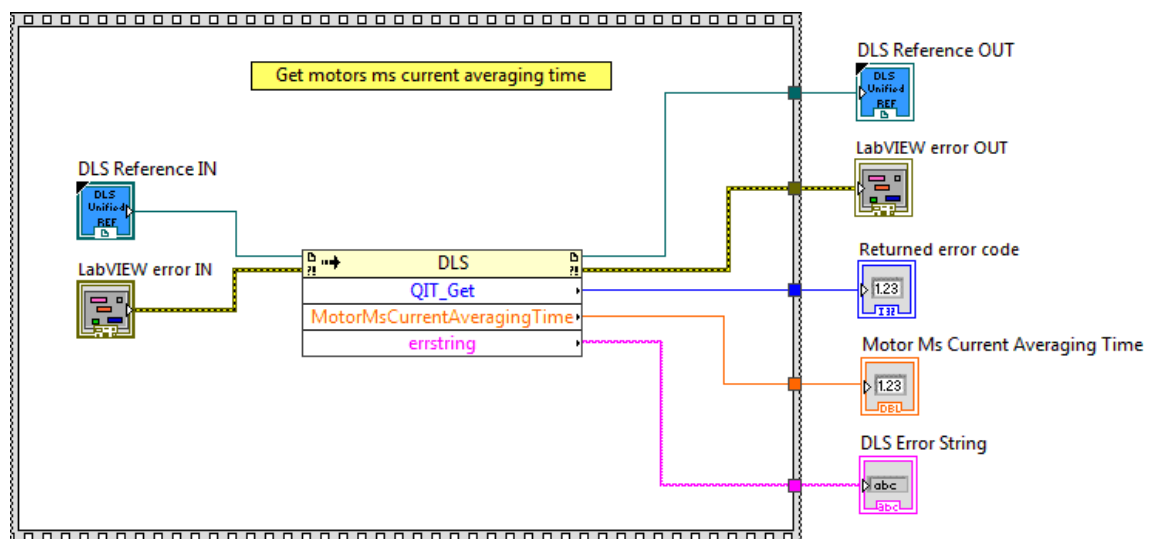 Get motors ms current averaging time
DLS Reference IN
DLS
Unified
REF
LabVIEW error IN
?!
DLS
?!
QIT_Get
MotorMsCurrentAveragingTime
errstring
DLS Reference OUT
DLS
Unified
REF
LabVIEW error OUT
Returned error code
1.23
I32
Motor Ms Current Averaging Time
1.23
DBL
DLS Error String
abc
abc